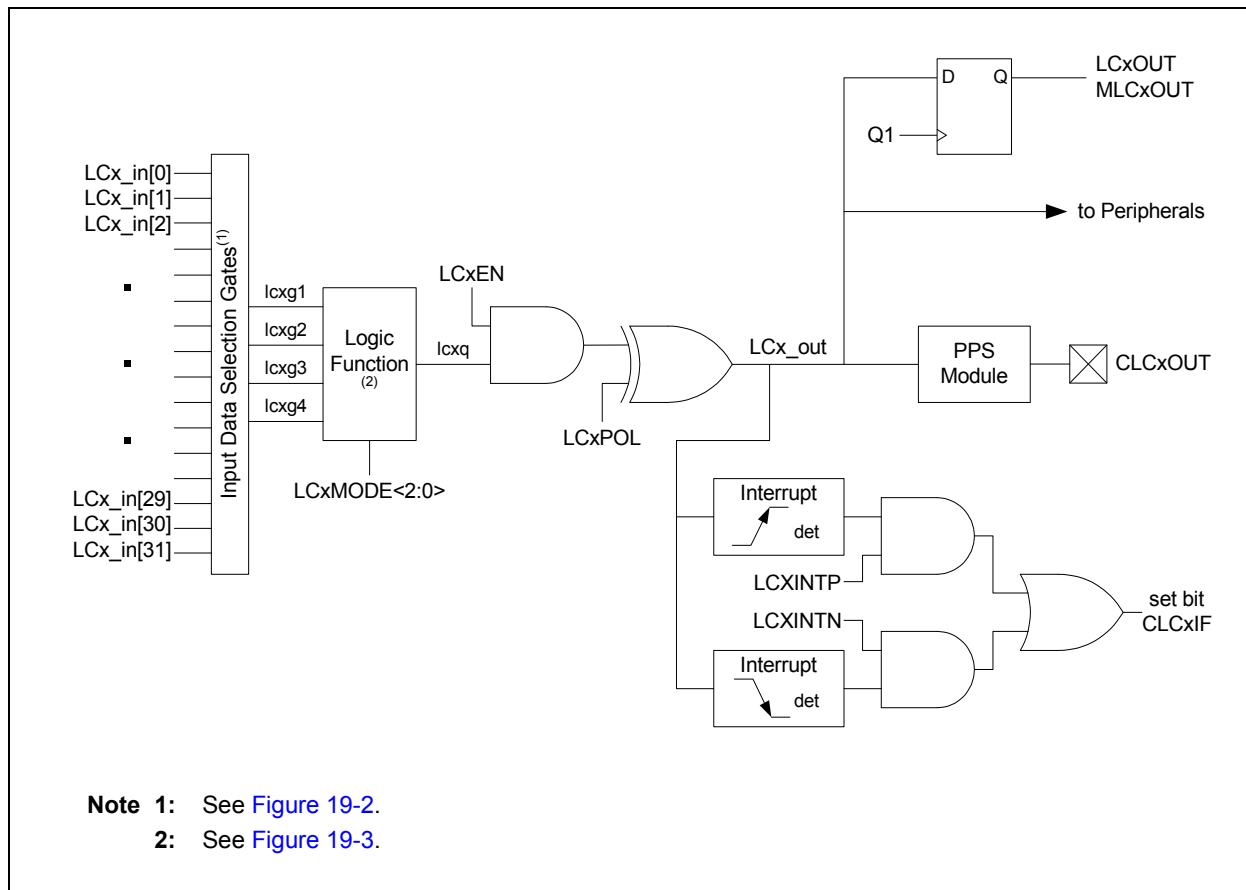 LCx_in[0]
LCx_in[1]
LCx_in[2]
LCx_in[29]
LCx_in[30]
LCx_in[31]
Input Data Selection Gates(1)
lcxg1
lcxg2
lcxg3
lcxg4
Logic
Function
(2)
LCxMODE<2:0>
lcxq
LCxEN
LCxPOL
LCx_out
D Q
Q1
LCxOUT
MLCxOUT
to Peripherals
PPS
Module
CLCxOUT
Interrupt
det
LCXINTP
LCXINTN
Interrupt
det
set bit
CLCxIF
Note 1: See Figure 19-2.
2: See Figure 19-3.